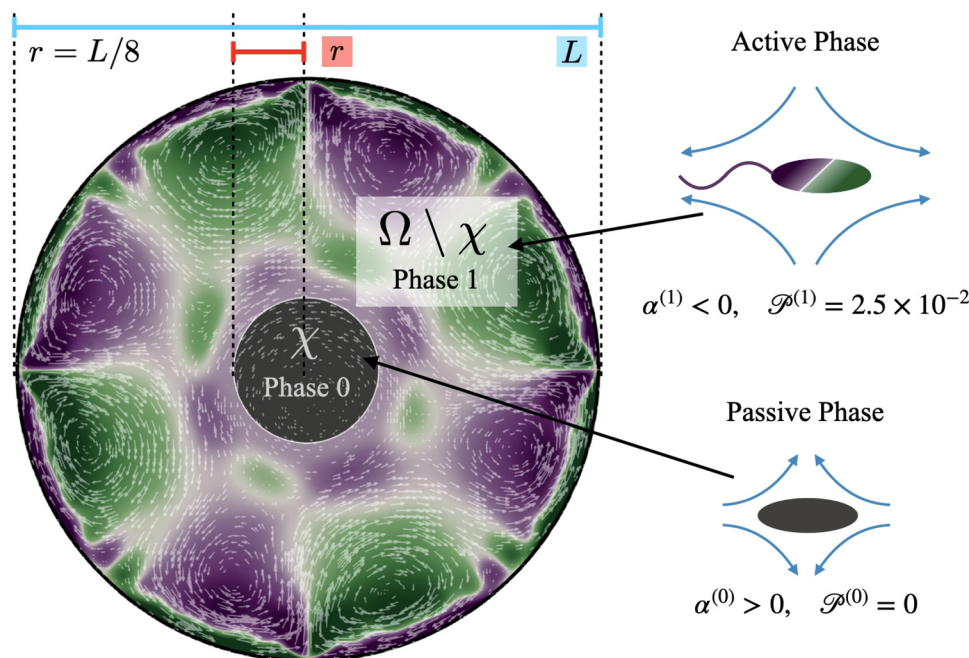 r = L/8
r
L
Active Phase
Ω \ χ
Phase 1
α⁽¹⁾ < 0, 𝒫⁽¹⁾ = 2.5 × 10⁻²
χ
Phase 0
Passive Phase
α⁽⁰⁾ > 0, 𝒫⁽⁰⁾ = 0